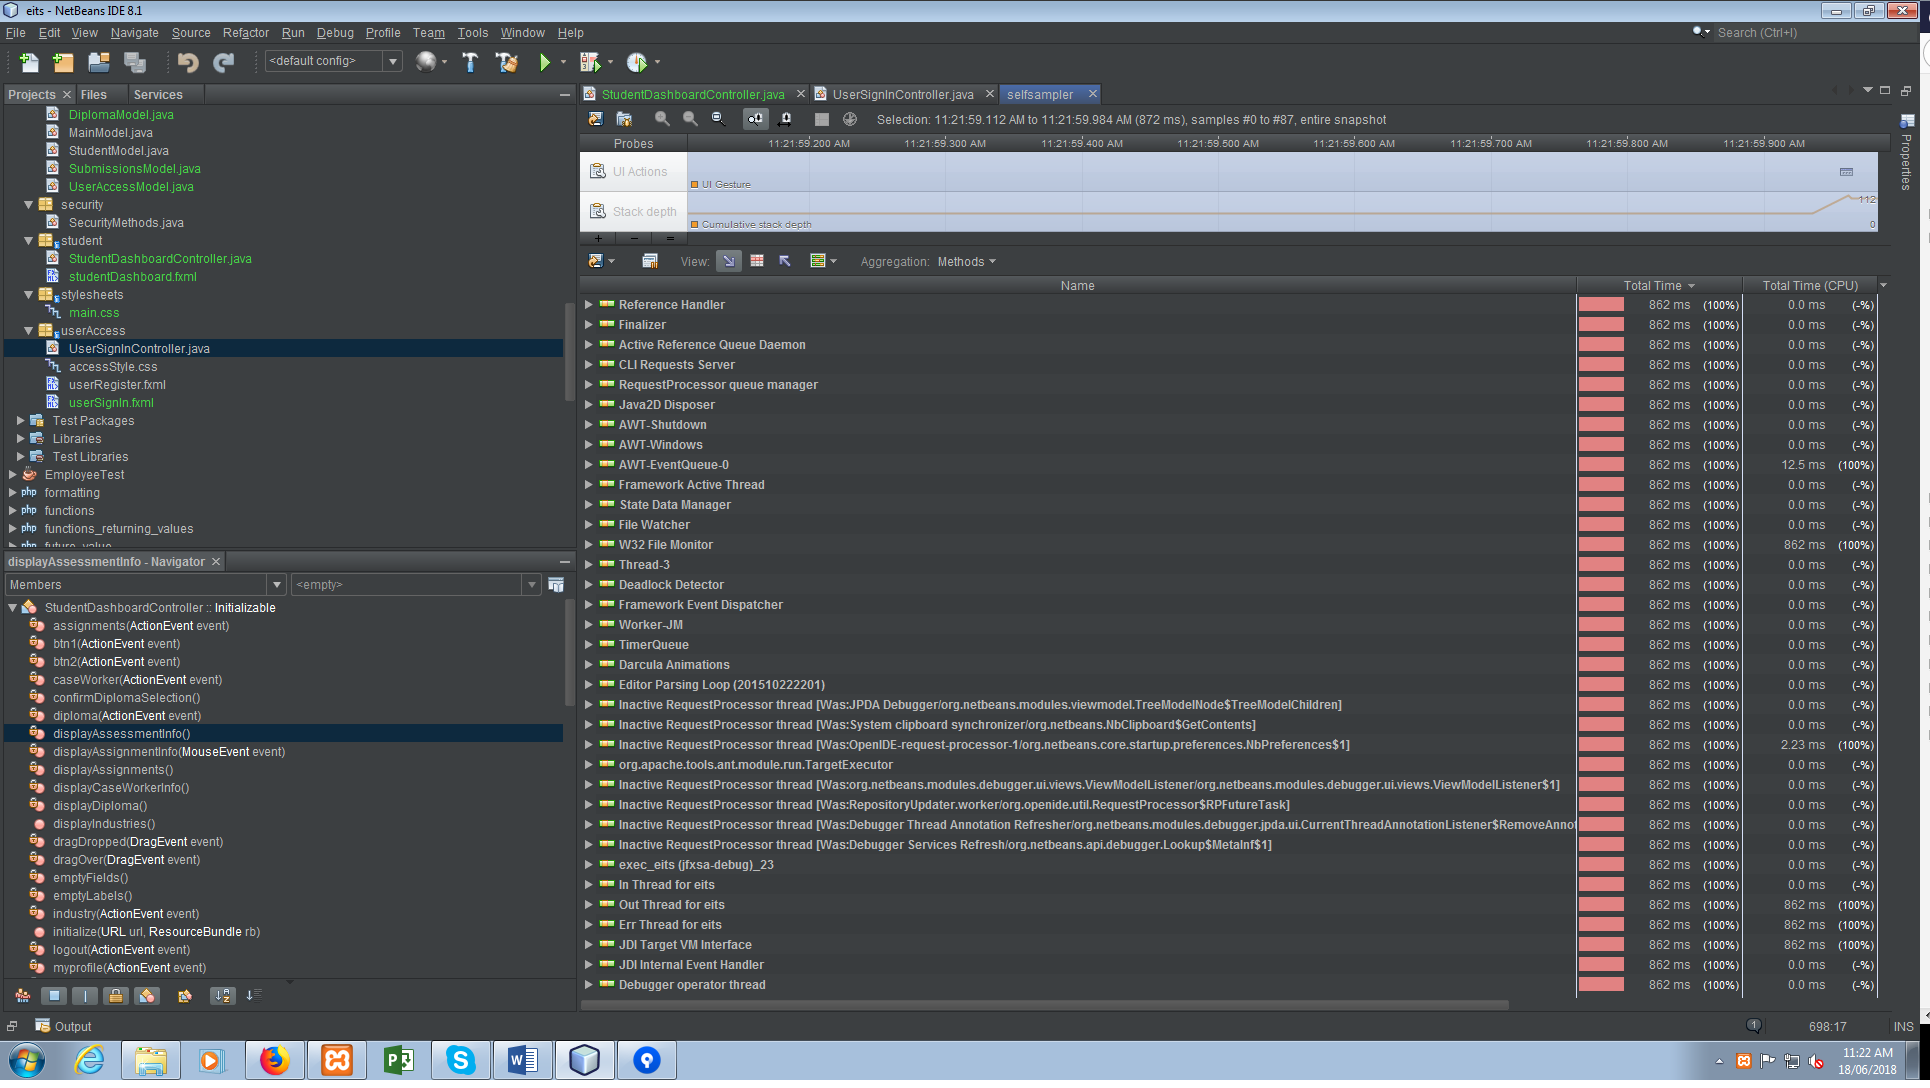 eits - NetBeans IDE 8.1
File Edit View Navigate Source Refactor Run Debug Profile Team Tools Window Help
Search (Ctrl+I)
<default config>
Projects Files Services
DiplomaModel.java
MainModel.java
StudentModel.java
SubmissionsModel.java
UserAccessModel.java
security
SecurityMethods.java
student
StudentDashboardController.java
studentDashboard.fxml
stylesheets
main.css
userAccess
UserSignInController.java
accessStyle.css
userRegister.fxml
userSignIn.fxml
Test Packages
Libraries
Test Libraries
EmployeeTest
php formatting
php functions
php functions_returning_values
php future_value
displayAssessmentInfo - Navigator
Members <empty>
StudentDashboardController :: Initializable
assignments(ActionEvent event)
btn1(ActionEvent event)
btn2(ActionEvent event)
caseWorker(ActionEvent event)
confirmDiplomaSelection()
diploma(ActionEvent event)
displayAssessmentInfo()
displayAssignmentInfo(MouseEvent event)
displayAssignments()
displayCaseWorkerInfo()
displayDiploma()
displayIndustries()
dragDropped(DragEvent event)
dragOver(DragEvent event)
emptyFields()
emptyLabels()
industry(ActionEvent event)
initialize(URL url, ResourceBundle rb)
logout(ActionEvent event)
myprofile(ActionEvent event)
StudentDashboardController.java UserSignInController.java selfsampler
Selection: 11:21:59.112 AM to 11:21:59.984 AM (872 ms), samples #0 to #87, entire snapshot
Probes 11:21:59.200 AM 11:21:59.300 AM 11:21:59.400 AM 11:21:59.500 AM 11:21:59.600 AM 11:21:59.700 AM 11:21:59.800 AM 11:21:59.900 AM
UI Actions
UI Gesture
Stack depth
112
Cumulative stack depth
0
View: Aggregation: Methods
Name Total Time Total Time (CPU)
Reference Handler 862 ms (100%) 0.0 ms (-%)
Finalizer 862 ms (100%) 0.0 ms (-%)
Active Reference Queue Daemon 862 ms (100%) 0.0 ms (-%)
CLI Requests Server 862 ms (100%) 0.0 ms (-%)
RequestProcessor queue manager 862 ms (100%) 0.0 ms (-%)
Java2D Disposer 862 ms (100%) 0.0 ms (-%)
AWT-Shutdown 862 ms (100%) 0.0 ms (-%)
AWT-Windows 862 ms (100%) 0.0 ms (-%)
AWT-EventQueue-0 862 ms (100%) 12.5 ms (100%)
Framework Active Thread 862 ms (100%) 0.0 ms (-%)
State Data Manager 862 ms (100%) 0.0 ms (-%)
File Watcher 862 ms (100%) 0.0 ms (-%)
W32 File Monitor 862 ms (100%) 862 ms (100%)
Thread-3 862 ms (100%) 0.0 ms (-%)
Deadlock Detector 862 ms (100%) 0.0 ms (-%)
Framework Event Dispatcher 862 ms (100%) 0.0 ms (-%)
Worker-JM 862 ms (100%) 0.0 ms (-%)
TimerQueue 862 ms (100%) 0.0 ms (-%)
Darcula Animations 862 ms (100%) 0.0 ms (-%)
Editor Parsing Loop (201510222201) 862 ms (100%) 0.0 ms (-%)
Inactive RequestProcessor thread [Was:JPDA Debugger/org.netbeans.modules.viewmodel.TreeModelNode$TreeModelChildren] 862 ms (100%) 0.0 ms (-%)
Inactive RequestProcessor thread [Was:System clipboard synchronizer/org.netbeans.NbClipboard$GetContents] 862 ms (100%) 0.0 ms (-%)
Inactive RequestProcessor thread [Was:OpenIDE-request-processor-1/org.netbeans.core.startup.preferences.NbPreferences$1] 862 ms (100%) 2.23 ms (100%)
org.apache.tools.ant.module.run.TargetExecutor 862 ms (100%) 0.0 ms (-%)
Inactive RequestProcessor thread [Was:org.netbeans.modules.debugger.ui.views.ViewModelListener/org.netbeans.modules.debugger.ui.views.ViewModelListener$1] 862 ms (100%) 0.0 ms (-%)
Inactive RequestProcessor thread [Was:RepositoryUpdater.worker/org.openide.util.RequestProcessor$RPFutureTask] 862 ms (100%) 0.0 ms (-%)
Inactive RequestProcessor thread [Was:Debugger Thread Annotation Refresher/org.netbeans.modules.debugger.jpda.ui.CurrentThreadAnnotationListener$RemoveAnnot 862 ms (100%) 0.0 ms (-%)
Inactive RequestProcessor thread [Was:Debugger Services Refresh/org.netbeans.api.debugger.Lookup$MetaInf$1] 862 ms (100%) 0.0 ms (-%)
exec_eits (jfxsa-debug)_23 862 ms (100%) 0.0 ms (-%)
In Thread for eits 862 ms (100%) 0.0 ms (-%)
Out Thread for eits 862 ms (100%) 862 ms (100%)
Err Thread for eits 862 ms (100%) 862 ms (100%)
JDI Target VM Interface 862 ms (100%) 862 ms (100%)
JDI Internal Event Handler 862 ms (100%) 0.0 ms (-%)
Debugger operator thread 862 ms (100%) 0.0 ms (-%)
Properties
Output
1
698:17 INS
11:22 AM
18/06/2018